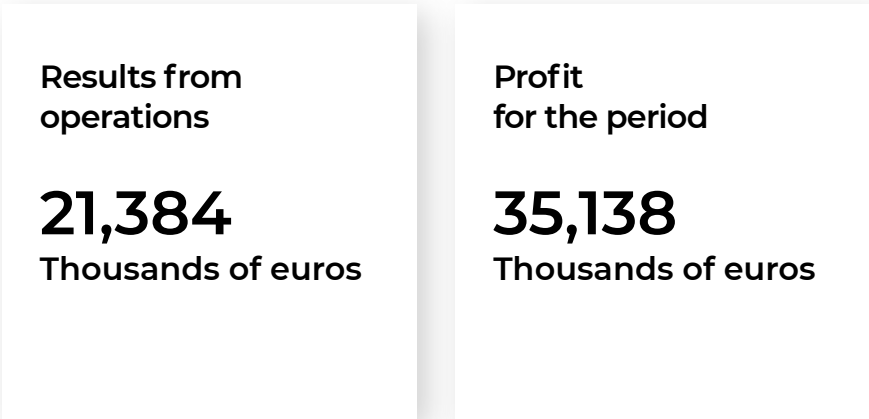 Results from
operations
21,384
Thousands of euros
Profit
for the period
35,138
Thousands of euros